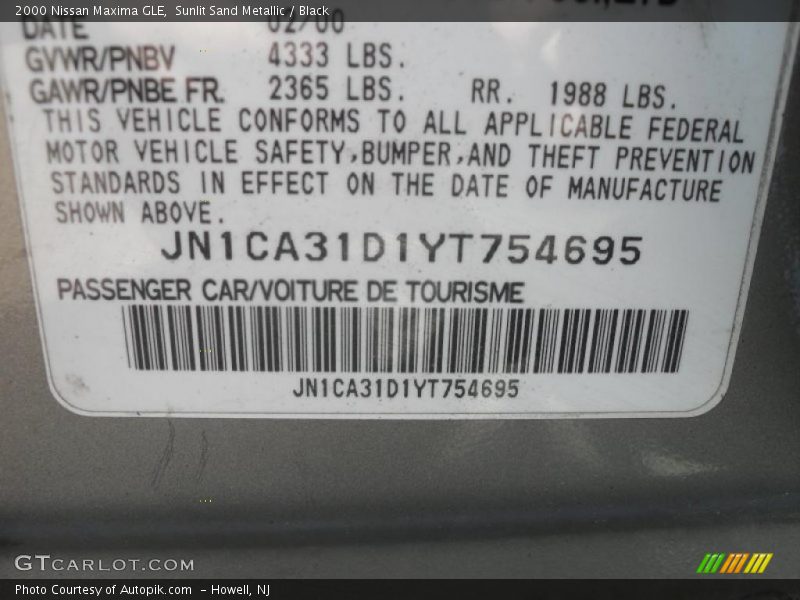 2000 Nissan Maxima GLE, Sunlit Sand Metallic / Black
DATE 02/00
GVWR/PNBV 4333 LBS.
GAWR/PNBE FR. 2365 LBS. RR. 1988 LBS.
THIS VEHICLE CONFORMS TO ALL APPLICABLE FEDERAL
MOTOR VEHICLE SAFETY,BUMPER,AND THEFT PREVENTION
STANDARDS IN EFFECT ON THE DATE OF MANUFACTURE
SHOWN ABOVE.
JN1CA31D1YT754695
PASSENGER CAR/VOITURE DE TOURISME
JN1CA31D1YT754695
GTCARLOT.COM
Photo Courtesy of Autopik.com - Howell, NJ